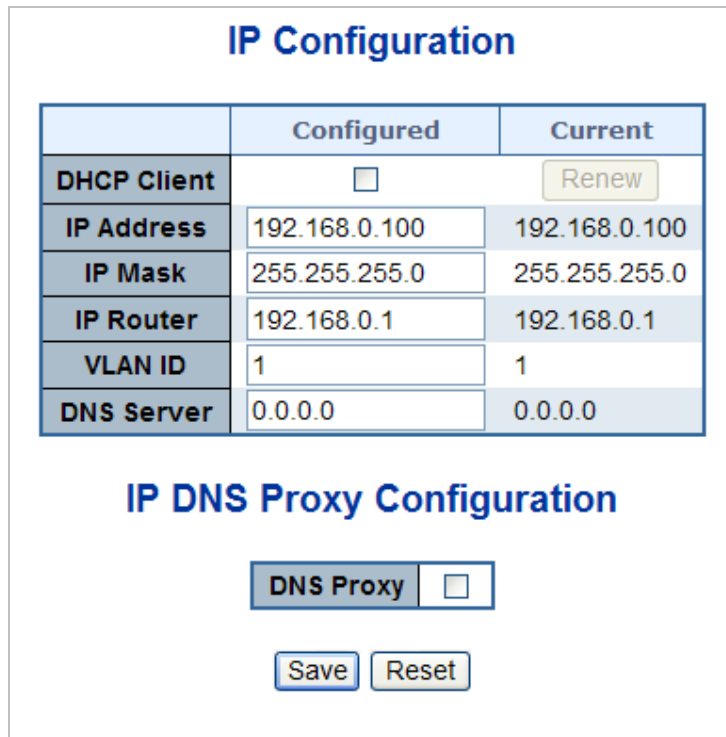 IP Configuration
Configured Current
DHCP Client Renew
IP Address 192.168.0.100 192.168.0.100
IP Mask 255.255.255.0 255.255.255.0
IP Router 192.168.0.1 192.168.0.1
VLAN ID 1 1
DNS Server 0.0.0.0 0.0.0.0
IP DNS Proxy Configuration
DNS Proxy
Save Reset